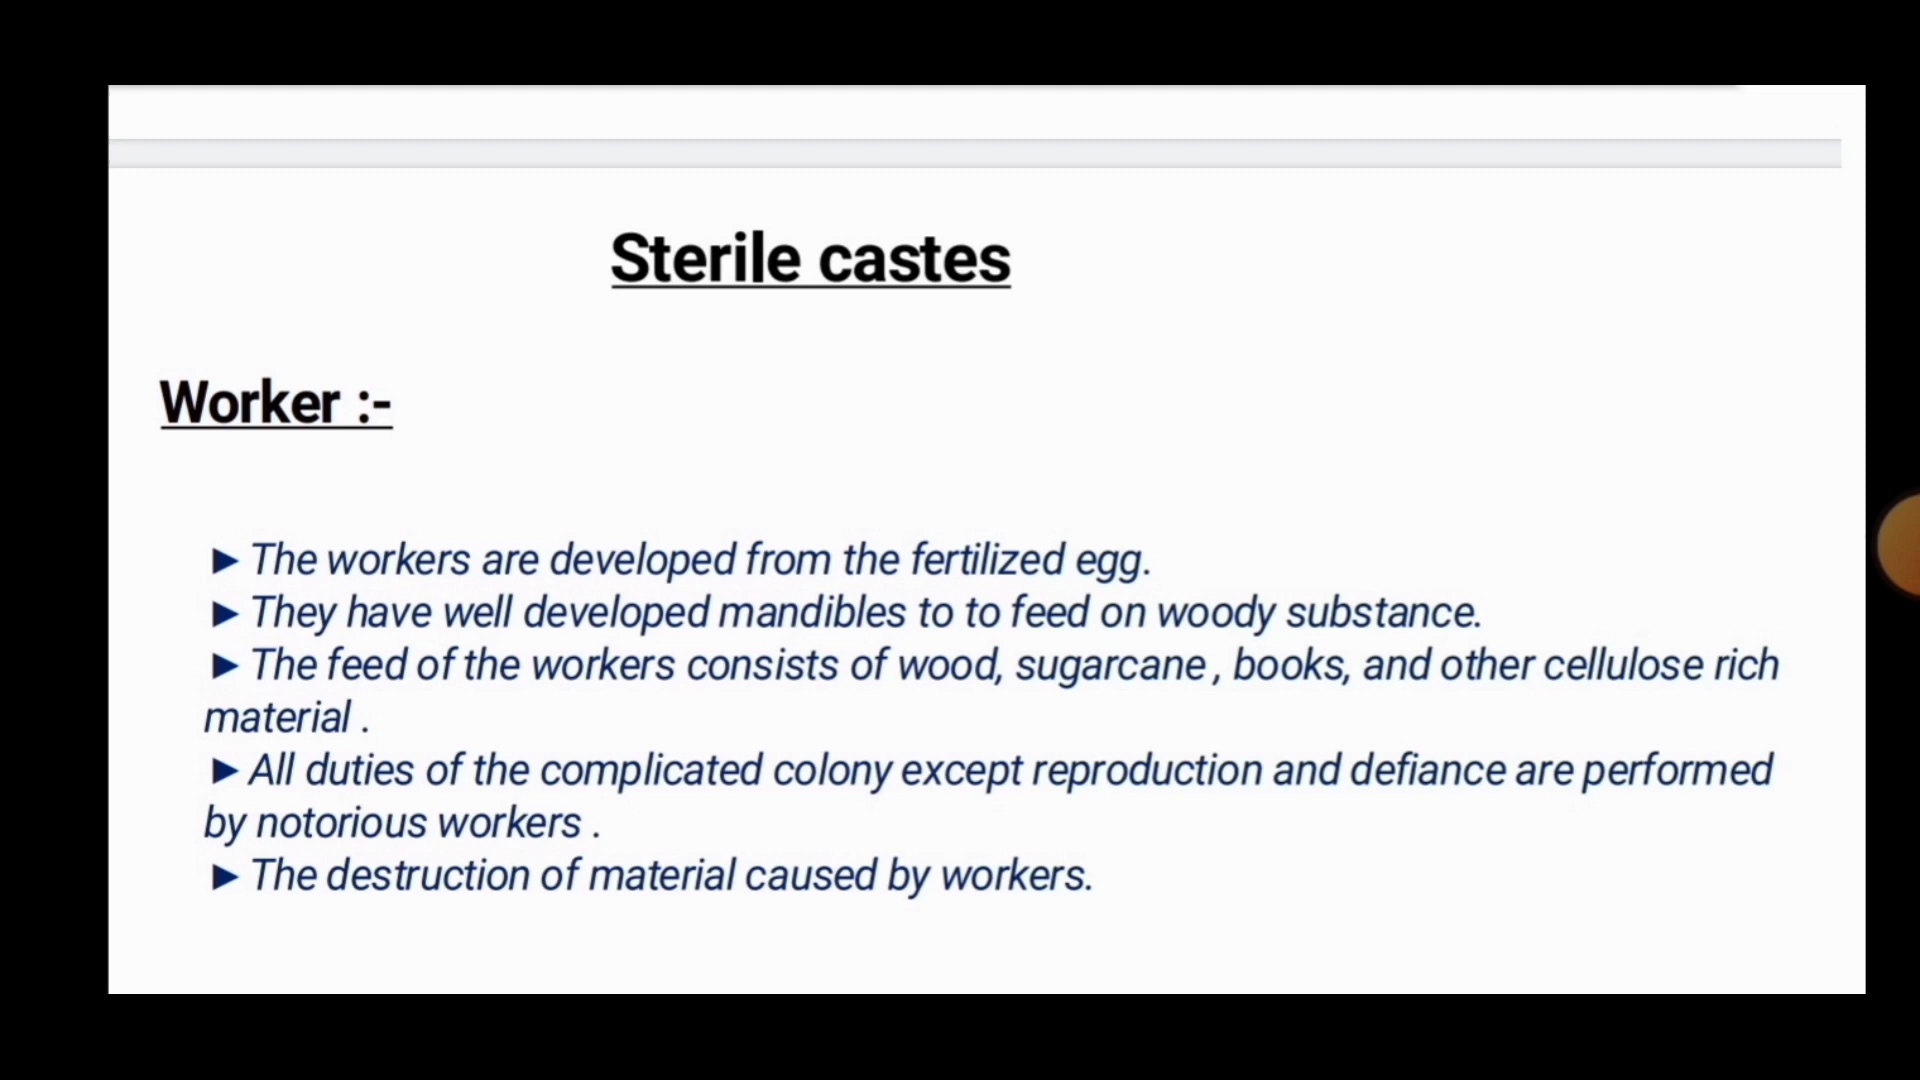 Sterile castes
Worker :-
►The workers are developed from the fertilized egg.
►They have well developed mandibles to to feed on woody substance.
►The feed of the workers consists of wood, sugarcane , books, and other cellulose rich
material .
►All duties of the complicated colony except reproduction and defiance are performed
by notorious workers .
►The destruction of material caused by workers.